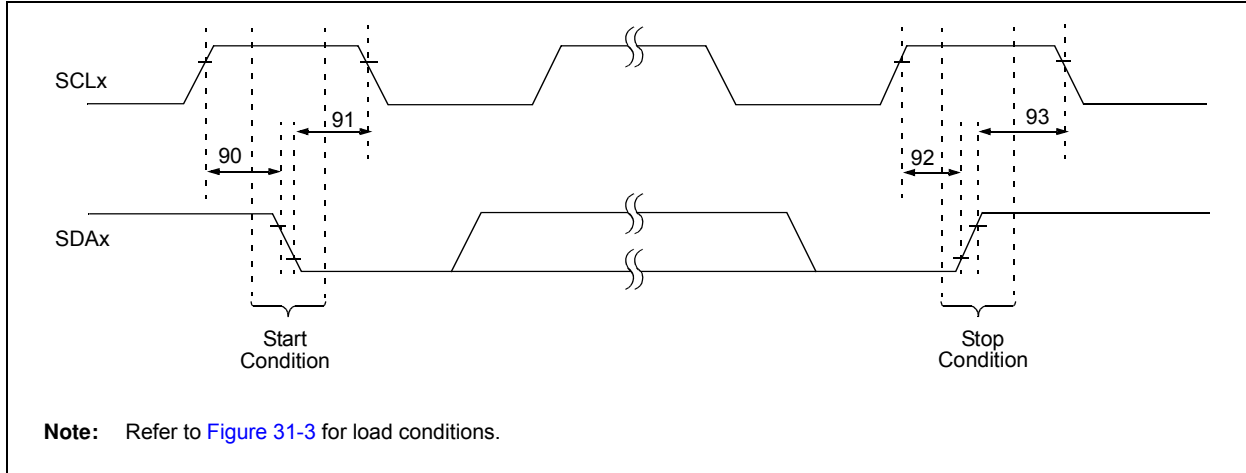 SCLx
91
93
90
92
SDAx
Start
Condition
Stop
Condition
Note: Refer to Figure 31-3 for load conditions.